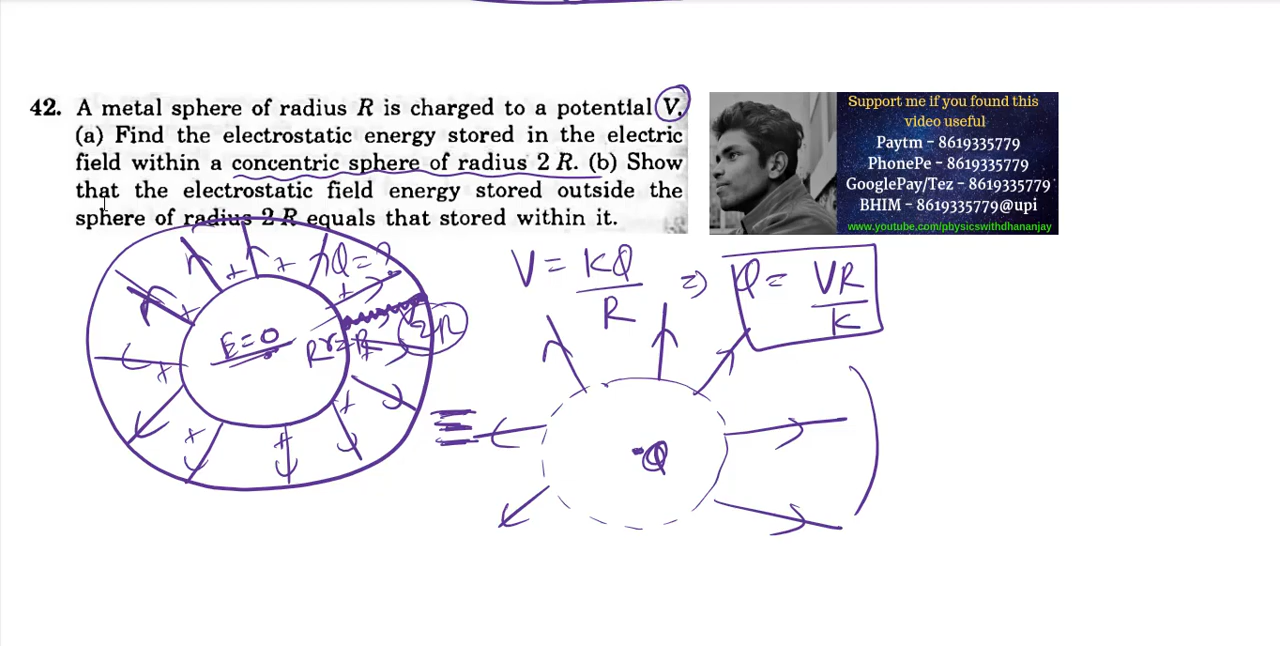 42. A metal sphere of radius R is charged to a potential V.
(a) Find the electrostatic energy stored in the electric
field within a concentric sphere of radius 2 R. (b) Show
that the electrostatic field energy stored outside the
sphere of radius 2 R equals that stored within it.
Support me if you found this
video useful
Paytm – 8619335779
PhonePe – 8619335779
GooglePay/Tez – 8619335779
BHIM – 8619335779@upi
www.youtube.com/physicswithdhananjay
Q = ?
+ + + + + + + + +
E=0
2R
V = KQ/R ⇒ Q = VR/K
Q